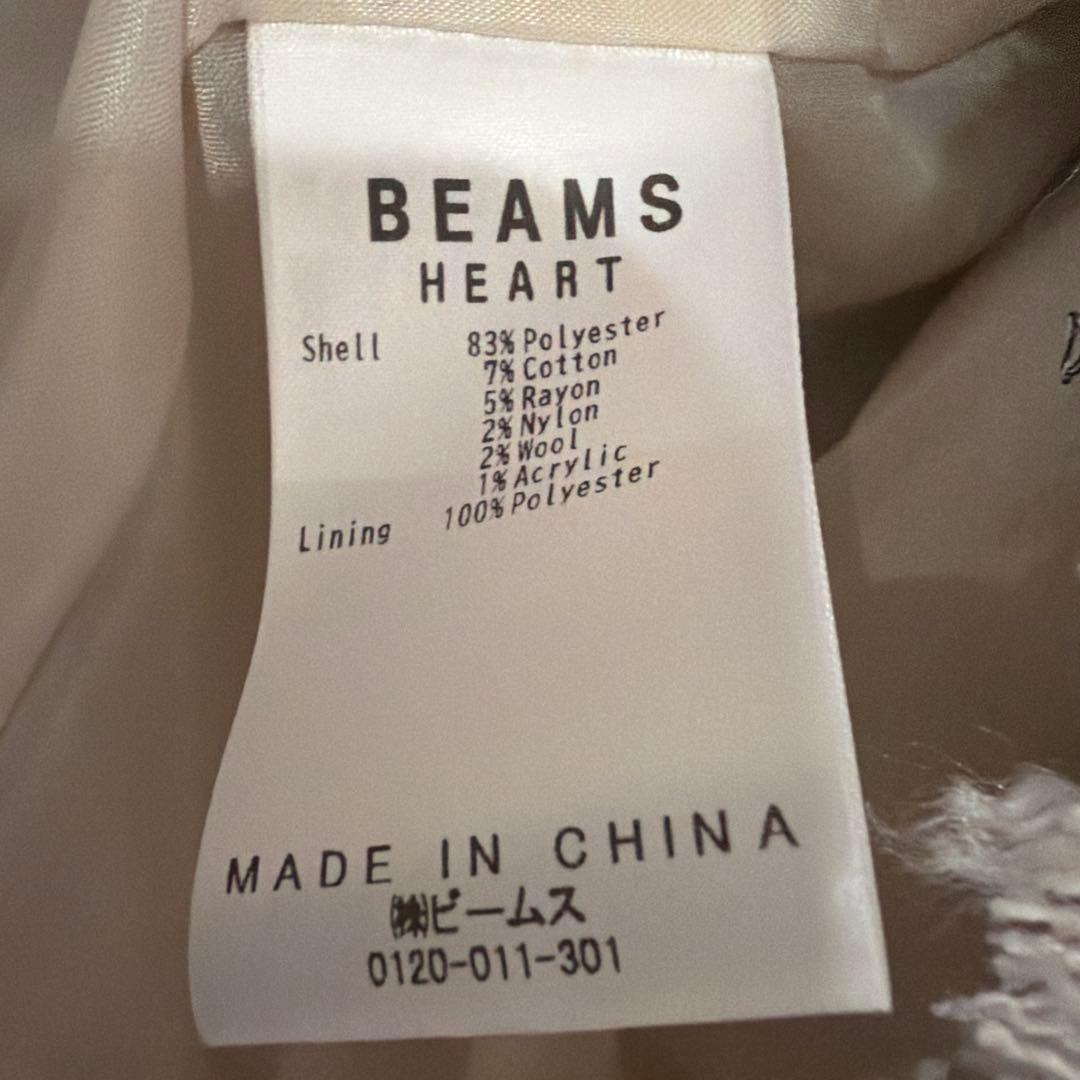 BEAMS
HEART
Shell 83% Polyester
7% Cotton
5% Rayon
2% Nylon
2% Wool
1% Acrylic
Lining 100% Polyester
MADE IN CHINA
㈱ビームス
0120-011-301